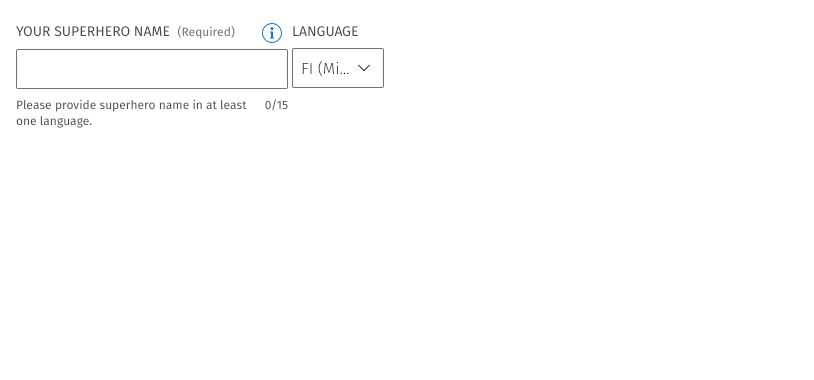 YOUR SUPERHERO NAME (Required) LANGUAGE
FI (Mi...
Please provide superhero name in at least 0/15
one language.